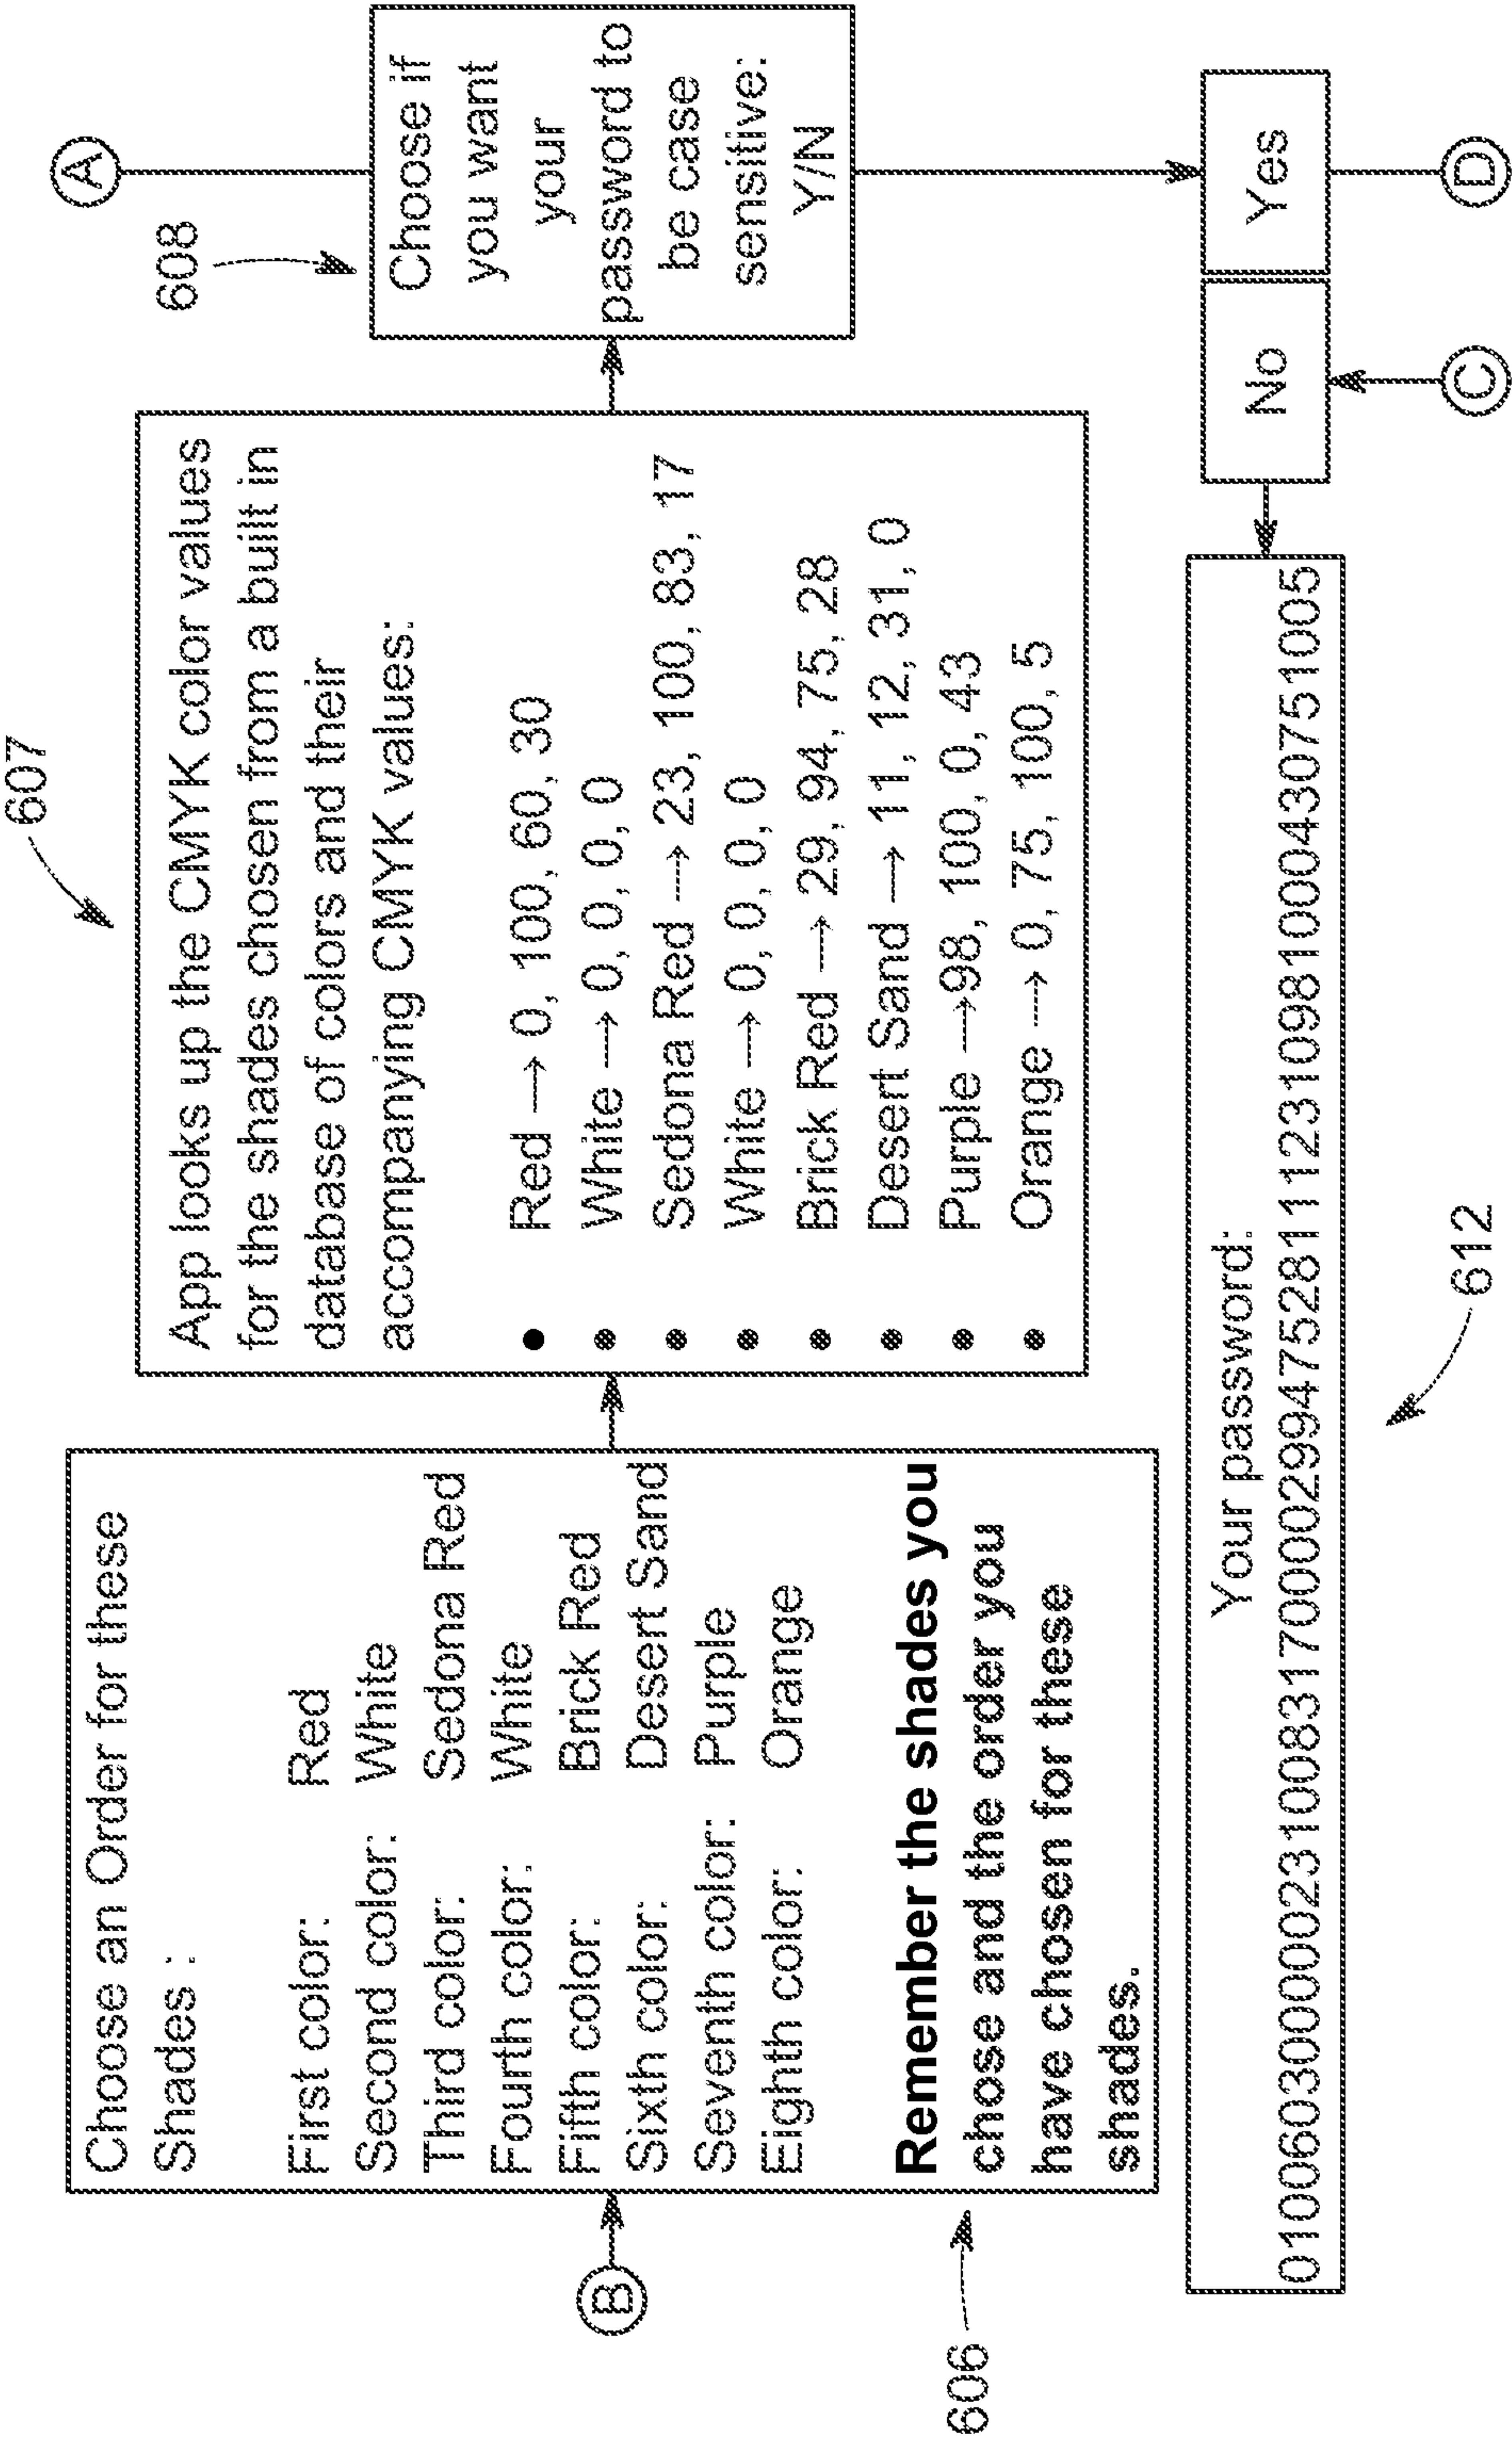 607
608
A
B
606
Choose an Order for these
Shades :
First color: Red
Second color: White
Third color: Sedona Red
Fourth color: White
Fifth color: Brick Red
Sixth color: Desert Sand
Seventh color: Purple
Eighth color: Orange
Remember the shades you
chose and the order you
have chosen for these
shades.
App looks up the CMYK color values
for the shades chosen from a built in
database of colors and their
accompanying CMYK values:
• Red → 0, 100, 60, 30
• White → 0, 0, 0, 0
• Sedona Red → 23, 100, 83, 17
• White → 0, 0, 0, 0
• Brick Red → 29, 94, 75, 28
• Desert Sand → 11, 12, 31, 0
• Purple →98, 100, 0, 43
• Orange → 0, 75, 100, 5
Choose if
you want
your
password to
be case
sensitive:
Y/N
Your password:
0100603000002310083170000299475281112310981000430751005
No
Yes
612
C
D